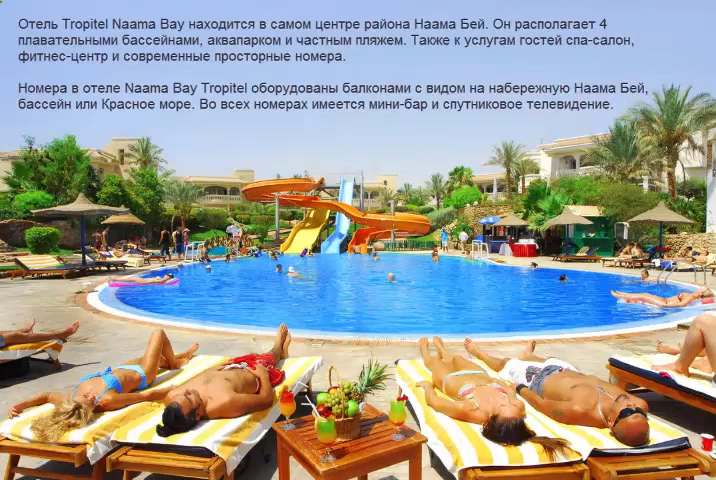 Отель Tropitel Naama Bay находится в самом центре района Наама Бей. Он располагает 4
плавательными бассейнами, аквапарком и частным пляжем. Также к услугам гостей спа-салон,
фитнес-центр и современные просторные номера.
Номера в отеле Naama Bay Tropitel оборудованы балконами с видом на набережную Наама Бей,
бассейн или Красное море. Во всех номерах имеется мини-бар и спутниковое телевидение.